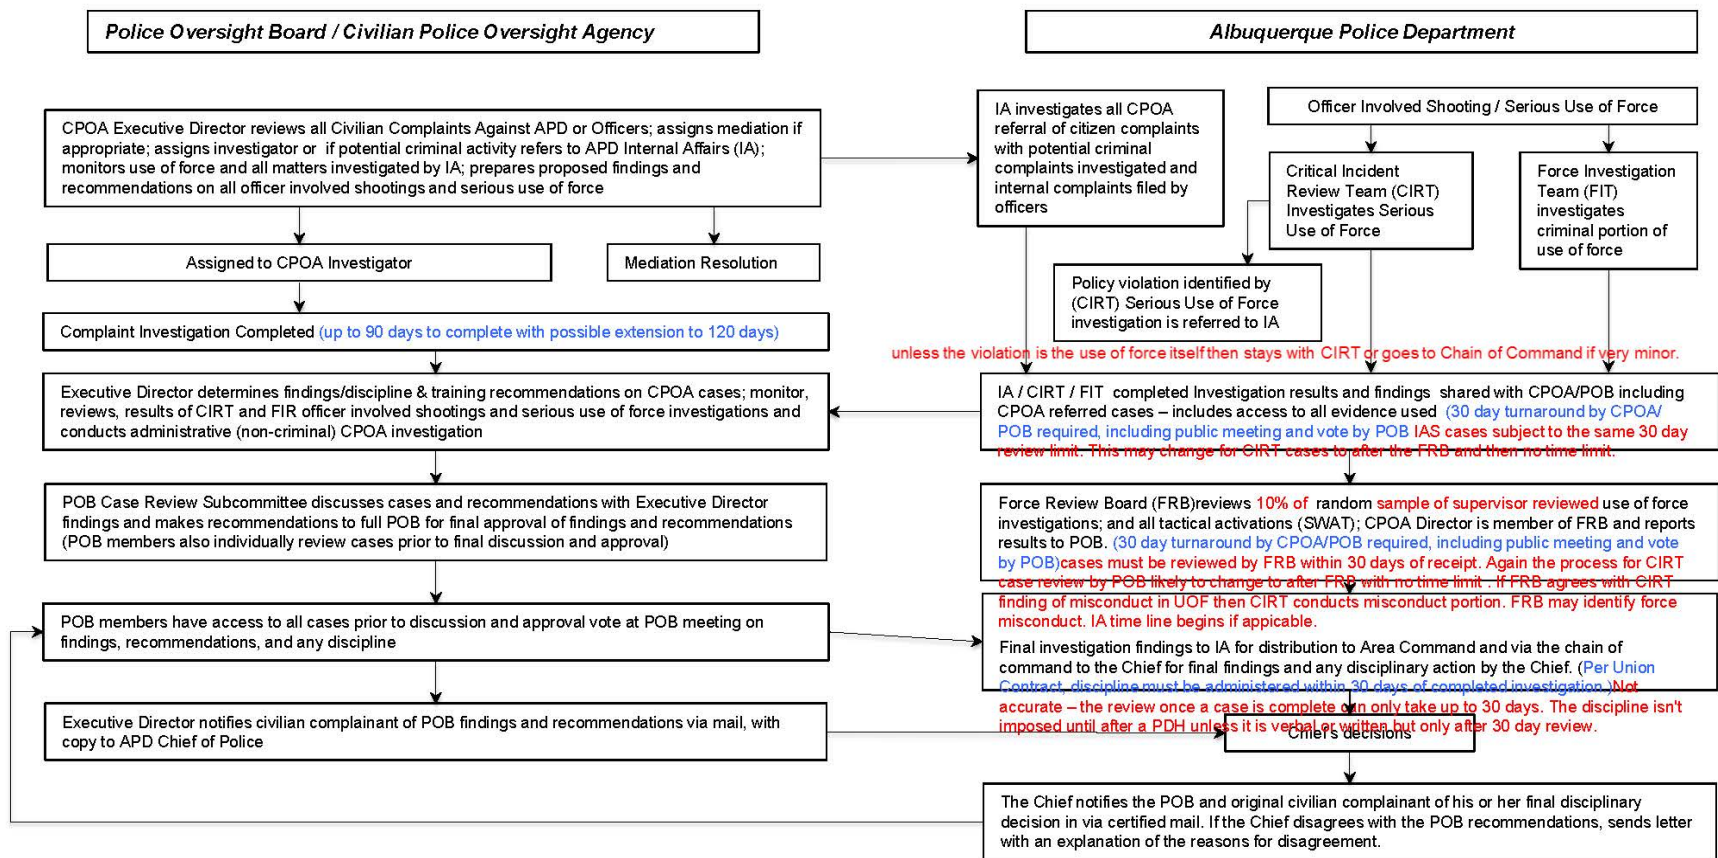 Police Oversight Board / Civilian Police Oversight Agency
Albuquerque Police Department
CPOA Executive Director reviews all Civilian Complaints Against APD or Officers; assigns mediation if
appropriate; assigns investigator or if potential criminal activity refers to APD Internal Affairs (IA);
monitors use of force and all matters investigated by IA; prepares proposed findings and
recommendations on all officer involved shootings and serious use of force
Assigned to CPOA Investigator
Mediation Resolution
Complaint Investigation Completed (up to 90 days to complete with possible extension to 120 days)
Executive Director determines findings/discipline & training recommendations on CPOA cases; monitor,
reviews, results of CIRT and FIR officer involved shootings and serious use of force investigations and
conducts administrative (non-criminal) CPOA investigation
POB Case Review Subcommittee discusses cases and recommendations with Executive Director
findings and makes recommendations to full POB for final approval of findings and recommendations
(POB members also individually review cases prior to final discussion and approval)
POB members have access to all cases prior to discussion and approval vote at POB meeting on
findings, recommendations, and any discipline
Executive Director notifies civilian complainant of POB findings and recommendations via mail, with
copy to APD Chief of Police
IA investigates all CPOA
referral of citizen complaints
with potential criminal
complaints investigated and
internal complaints filed by
officers
Officer Involved Shooting / Serious Use of Force
Critical Incident
Review Team (CIRT)
Investigates Serious
Use of Force
Force Investigation
Team (FIT)
investigates
criminal portion of
use of force
Policy violation identified by
(CIRT) Serious Use of Force
investigation is referred to IA
unless the violation is the use of force itself then stays with CIRT or goes to Chain of Command if very minor.
IA / CIRT / FIT completed Investigation results and findings shared with CPOA/POB including
CPOA referred cases – includes access to all evidence used (30 day turnaround by CPOA/
POB required, including public meeting and vote by POB IAS cases subject to the same 30 day
review limit. This may change for CIRT cases to after the FRB and then no time limit.
Force Review Board (FRB)reviews 10% of random sample of supervisor reviewed use of force
investigations; and all tactical activations (SWAT); CPOA Director is member of FRB and reports
results to POB. (30 day turnaround by CPOA/POB required, including public meeting and vote
by POB)cases must be reviewed by FRB within 30 days of receipt. Again the process for CIRT
case review by POB likely to change to after FRB with no time limit . If FRB agrees with CIRT
finding of misconduct in UOF then CIRT conducts misconduct portion. FRB may identify force
misconduct. IA time line begins if appicable.
Final investigation findings to IA for distribution to Area Command and via the chain of
command to the Chief for final findings and any disciplinary action by the Chief. (Per Union
Contract, discipline must be administered within 30 days of completed investigation.)Not
accurate – the review once a case is complete can only take up to 30 days. The discipline isn't
imposed until after a PDH unless it is verbal or written but only after 30 day review.
Chief's decisions
The Chief notifies the POB and original civilian complainant of his or her final disciplinary
decision in via certified mail. If the Chief disagrees with the POB recommendations, sends letter
with an explanation of the reasons for disagreement.